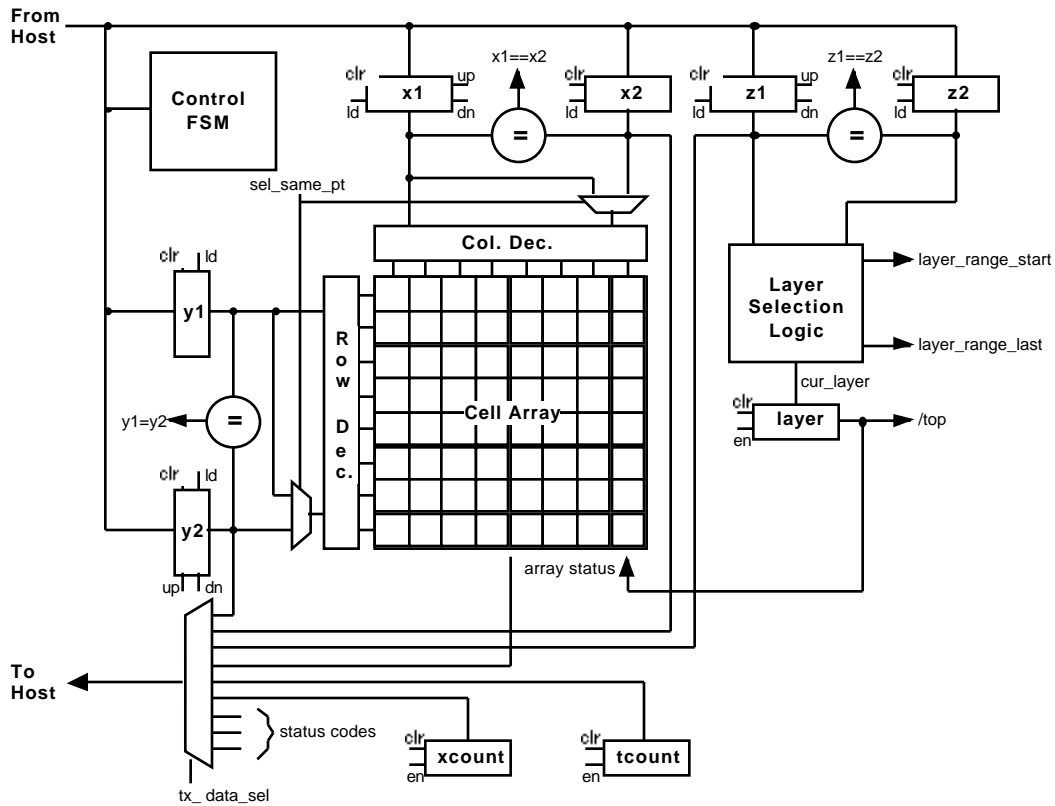 From
Host
Control
FSM
clr
x1
up
ld
dn
x1==x2
=
clr
x2
ld
clr
z1
up
ld
dn
z1==z2
=
clr
z2
ld
sel_same_pt
Col. Dec.
clr
ld
y1
y1=y2
=
clr
ld
y2
up
dn
Row Dec.
Cell Array
array status
Layer
Selection
Logic
layer_range_start
layer_range_last
cur_layer
clr
layer
en
/top
To
Host
status codes
tx_ data_sel
clr
xcount
en
clr
tcount
en